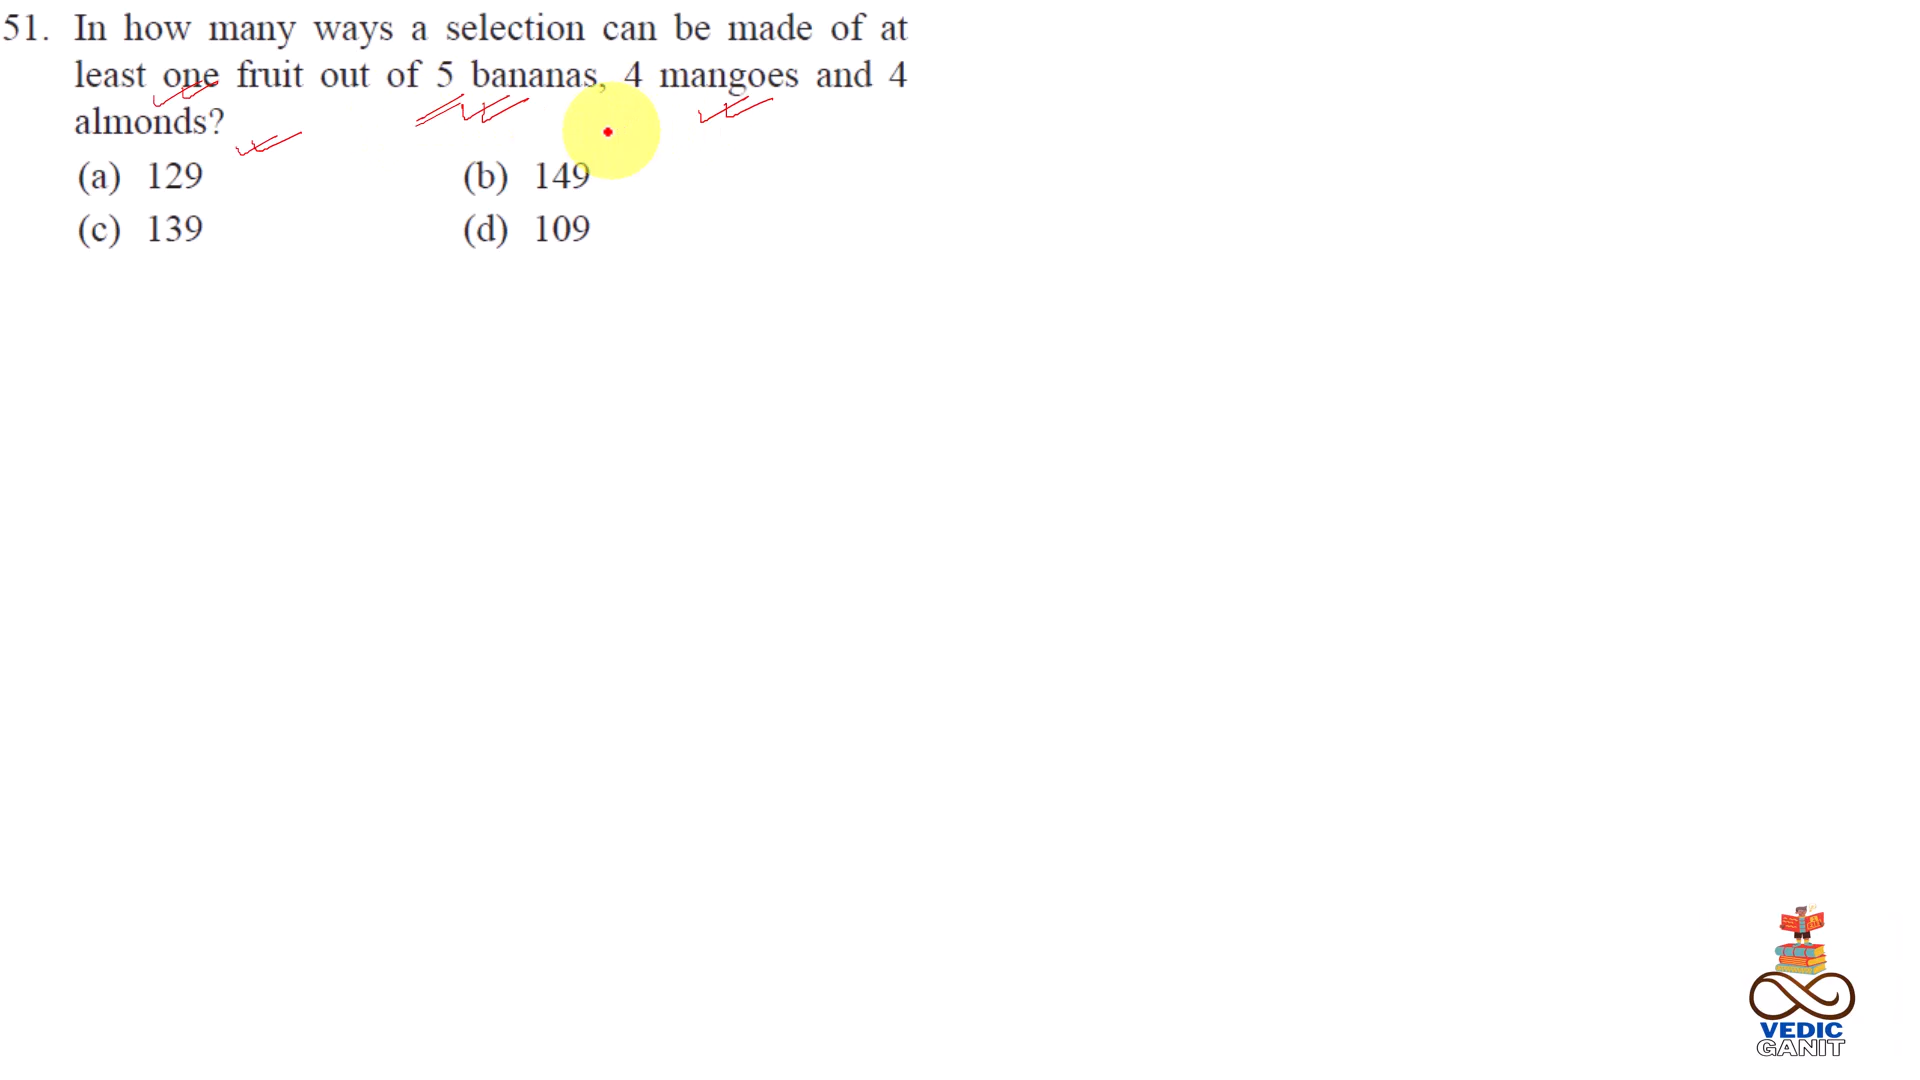 51. In how many ways a selection can be made of at
least one fruit out of 5 bananas, 4 mangoes and 4
almonds?
(a) 129 (b) 149
(c) 139 (d) 109
VEDIC
GANIT